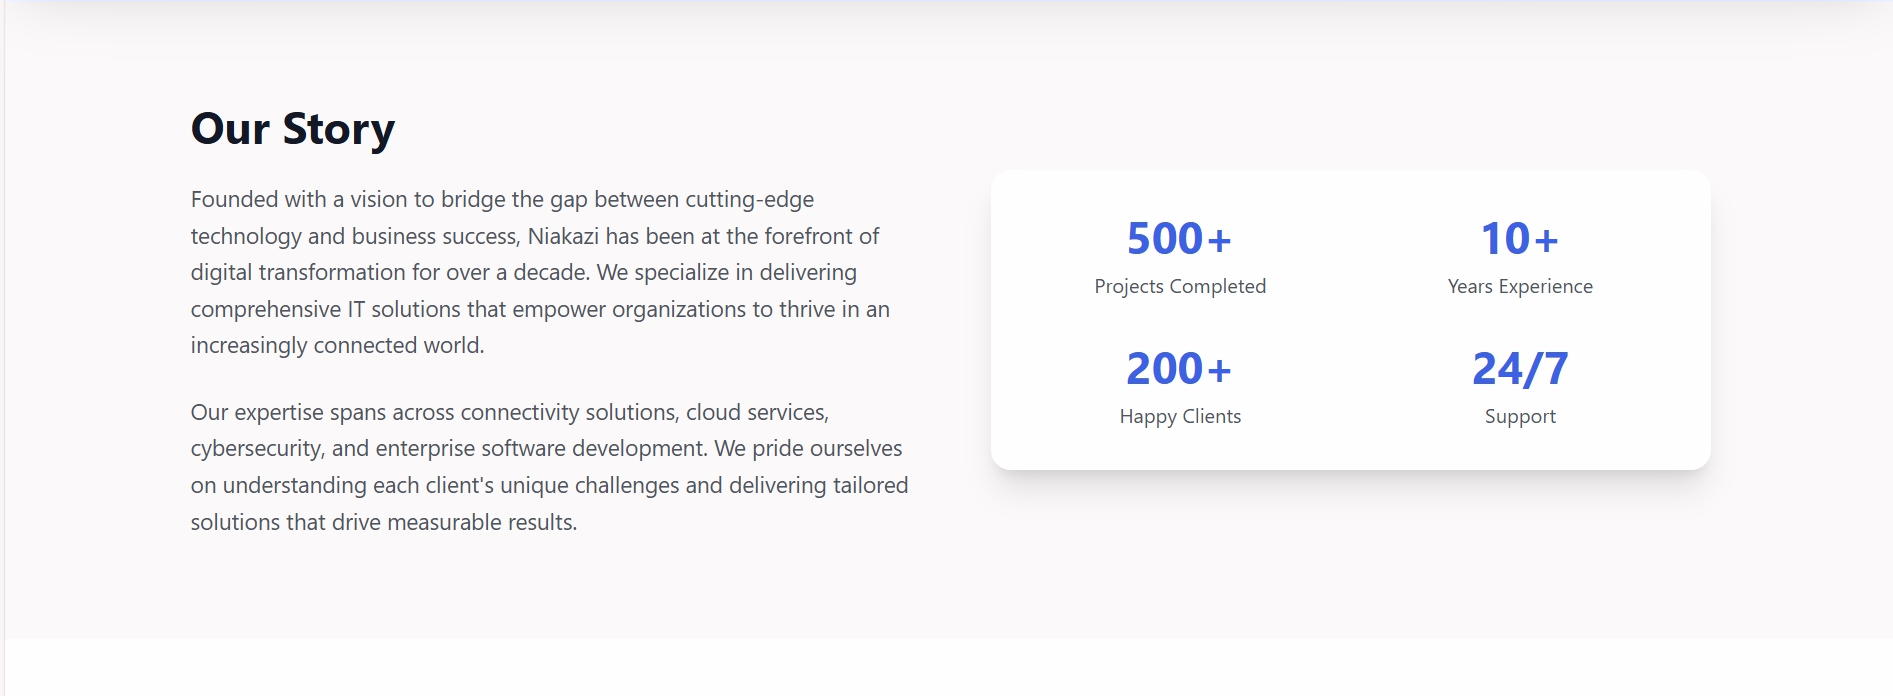 Our Story
Founded with a vision to bridge the gap between cutting-edge
technology and business success, Niakazi has been at the forefront of
digital transformation for over a decade. We specialize in delivering
comprehensive IT solutions that empower organizations to thrive in an
increasingly connected world.
Our expertise spans across connectivity solutions, cloud services,
cybersecurity, and enterprise software development. We pride ourselves
on understanding each client's unique challenges and delivering tailored
solutions that drive measurable results.
500+
Projects Completed
10+
Years Experience
200+
Happy Clients
24/7
Support